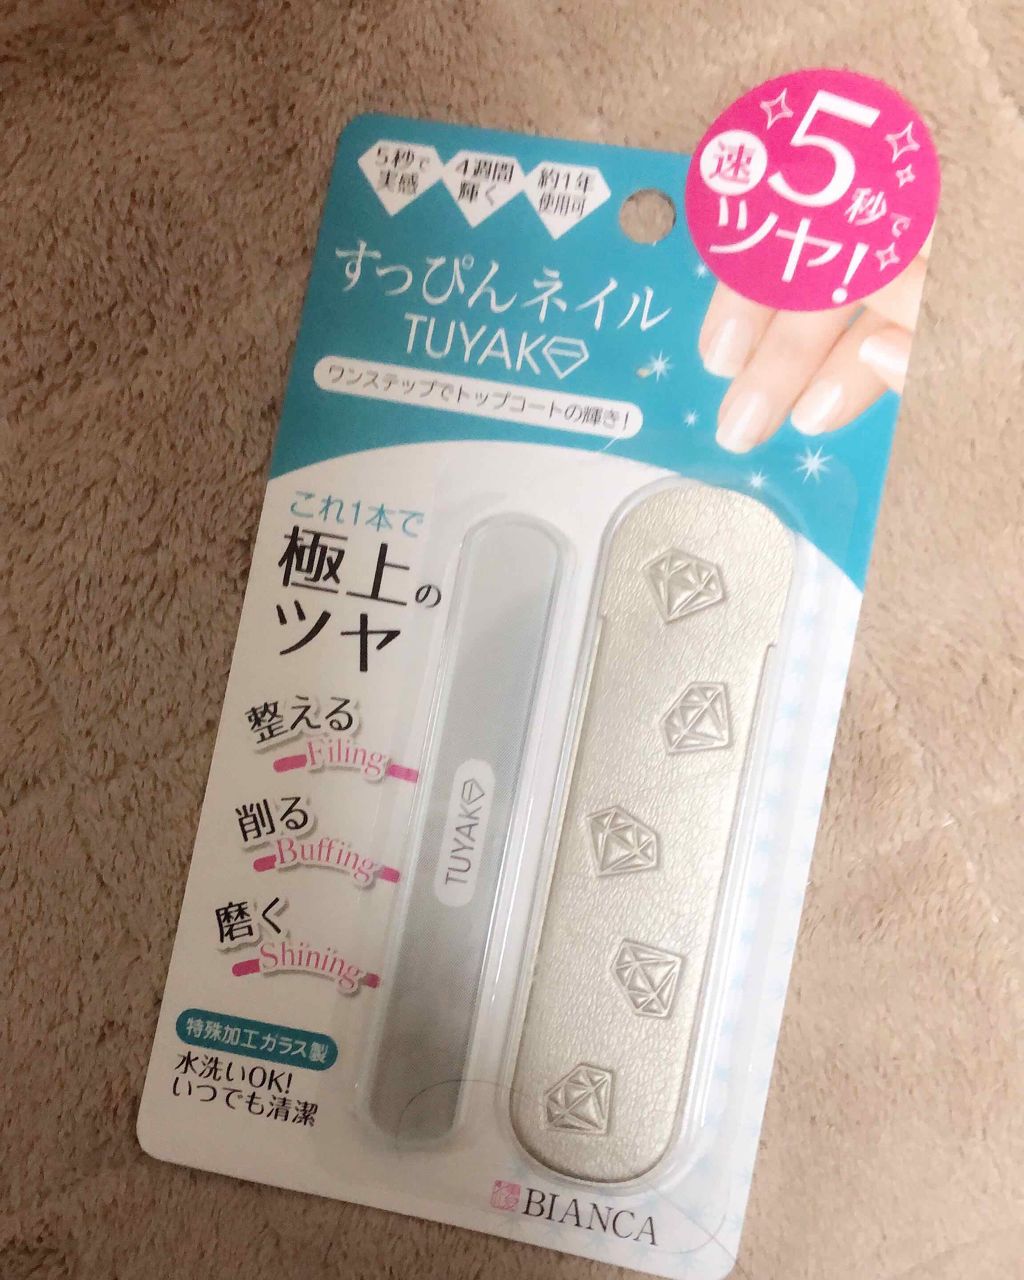 速5秒で
ツヤ!
5秒で
実感
4週間
輝く
約1年
使用可
すっぴんネイル
TUYAKO
ワンステップでトップコートの輝き!
これ1本で
極上の
ツヤ
整える
Filing
削る
Buffing
磨く
Shining
特殊加工ガラス製
水洗いOK!
いつでも清潔
TUYAKO
BIANCA